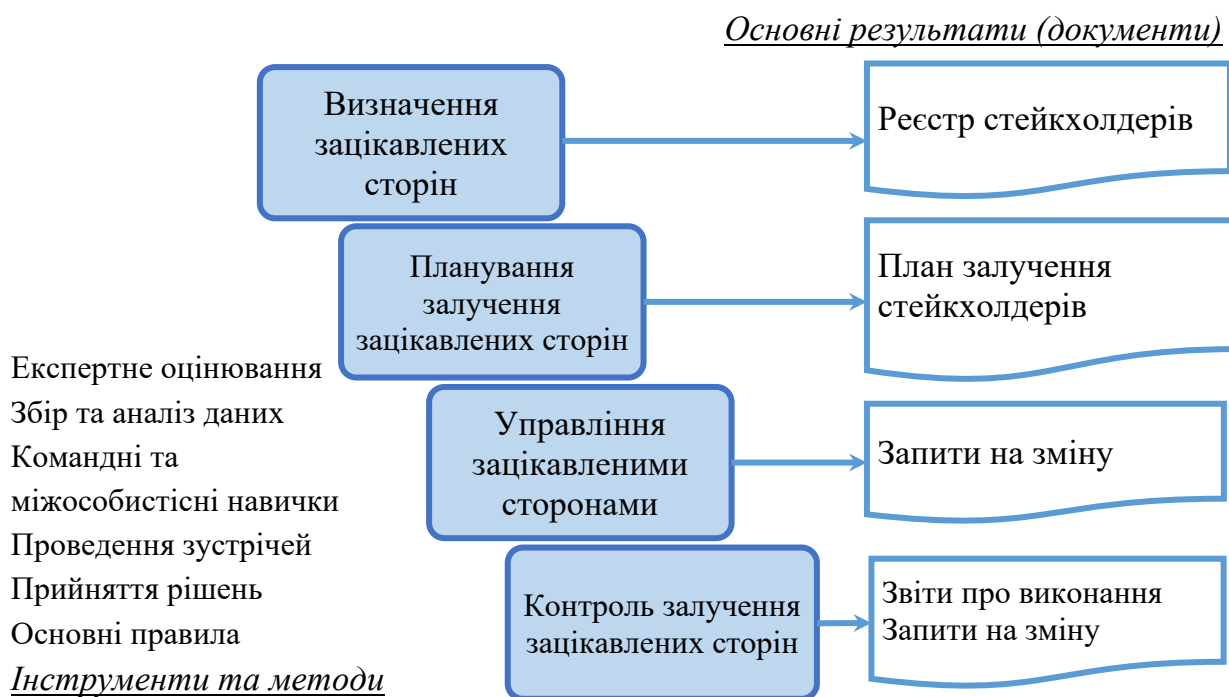 Основні результати (документи)
Визначення
зацікавлених
сторін
Реєстр стейкхолдерів
Планування
залучення
зацікавлених сторін
План залучення
стейкхолдерів
Експертне оцінювання
Збір та аналіз даних
Командні та
міжособистісні навички
Проведення зустрічей
Прийняття рішень
Основні правила
Інструменти та методи
Управління
зацікавленими
сторонами
Запити на зміну
Контроль залучення
зацікавлених сторін
Звіти про виконання
Запити на зміну